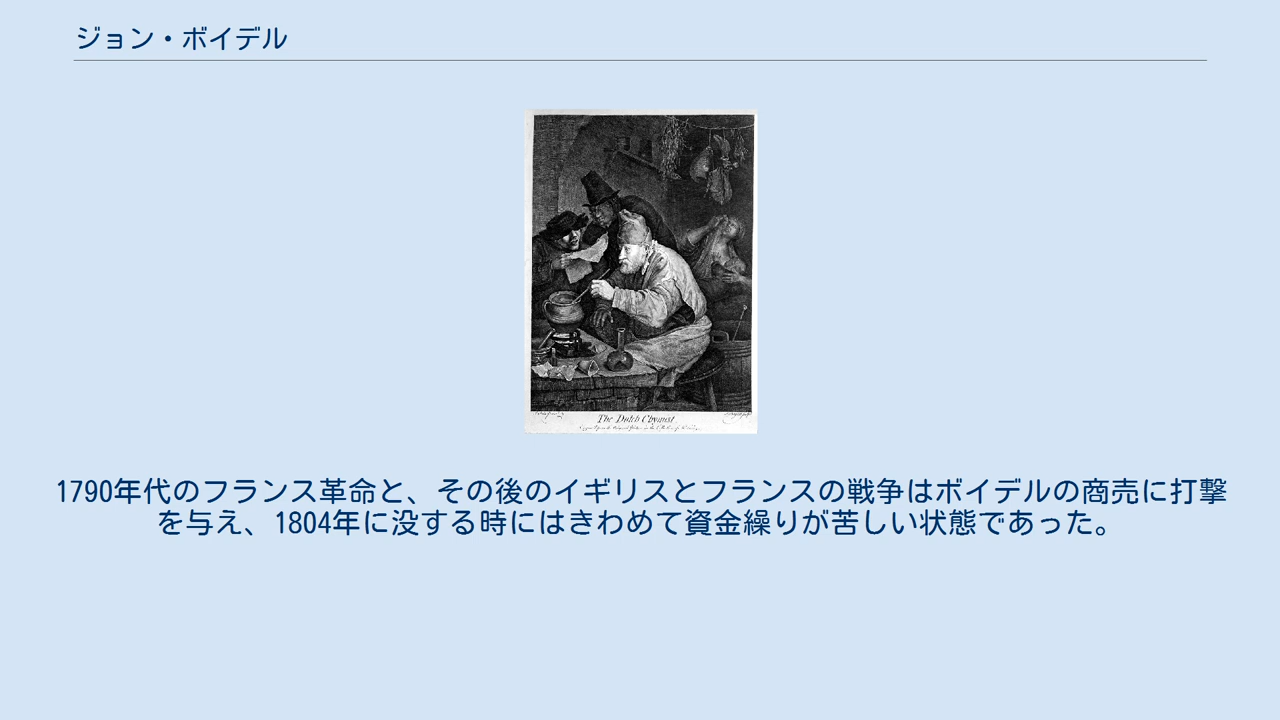 ジョン・ボイデル
The Dutch Chymist
1790年代のフランス革命と、その後のイギリスとフランスの戦争はボイデルの商売に打撃
を与え、1804年に没する時にはきわめて資金繰りが苦しい状態であった。